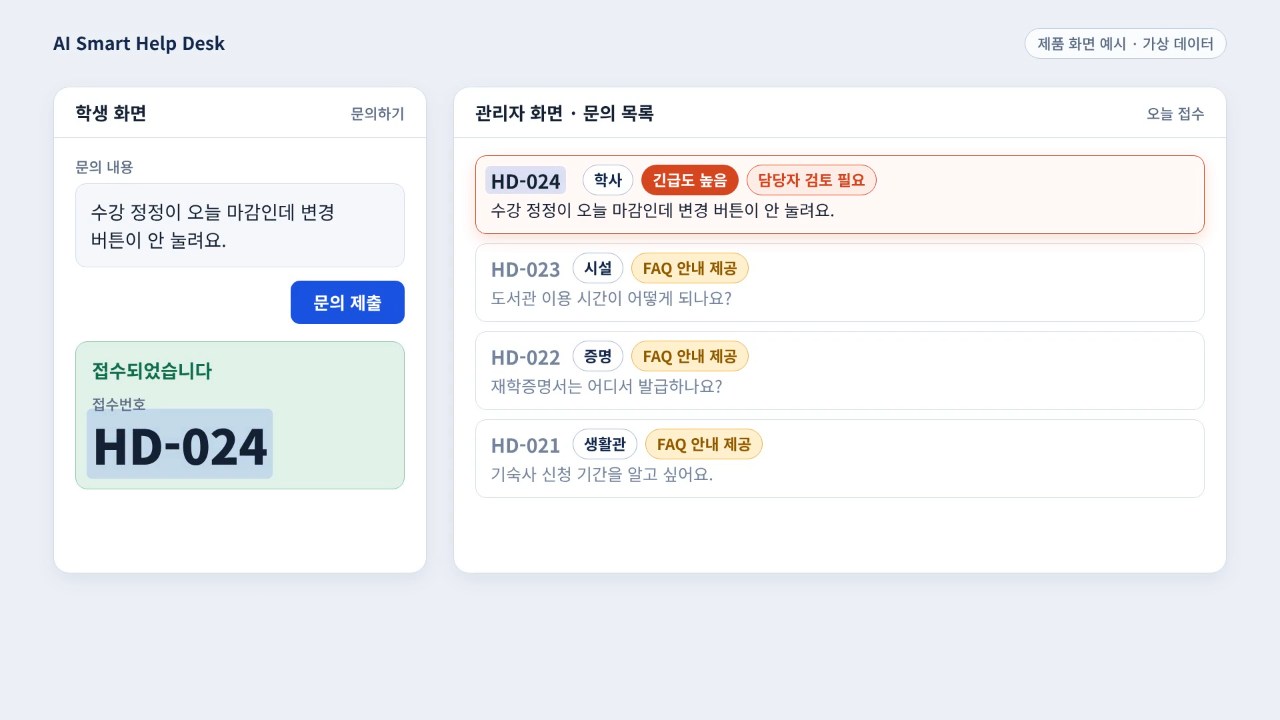 AI Smart Help Desk
제품 화면 예시 · 가상 데이터
학생 화면
문의하기
문의 내용
수강 정정이 오늘 마감인데 변경
버튼이 안 눌려요.
문의 제출
접수되었습니다
접수번호
HD-024
관리자 화면 · 문의 목록
오늘 접수
HD-024 학사 긴급도 높음 담당자 검토 필요
수강 정정이 오늘 마감인데 변경 버튼이 안 눌려요.
HD-023 시설 FAQ 안내 제공
도서관 이용 시간이 어떻게 되나요?
HD-022 증명 FAQ 안내 제공
재학증명서는 어디서 발급하나요?
HD-021 생활관 FAQ 안내 제공
기숙사 신청 기간을 알고 싶어요.